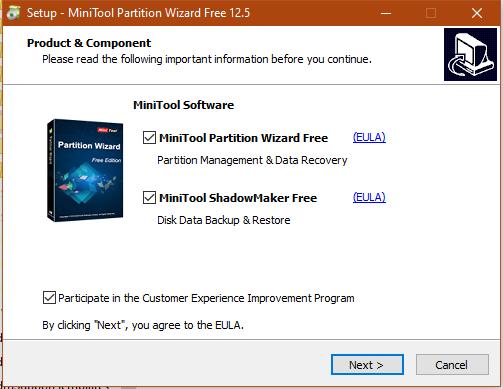 Setup - MiniTool Partition Wizard Free 12.5
Product & Component
Please read the following important information before you continue.
MiniTool Software
Mini Tool
Partition Wizard
Free Edition
MiniTool Partition Wizard Free (EULA)
Partition Management & Data Recovery
MiniTool ShadowMaker Free (EULA)
Disk Data Backup & Restore
Participate in the Customer Experience Improvement Program
By clicking "Next", you agree to the EULA.
Next > Cancel